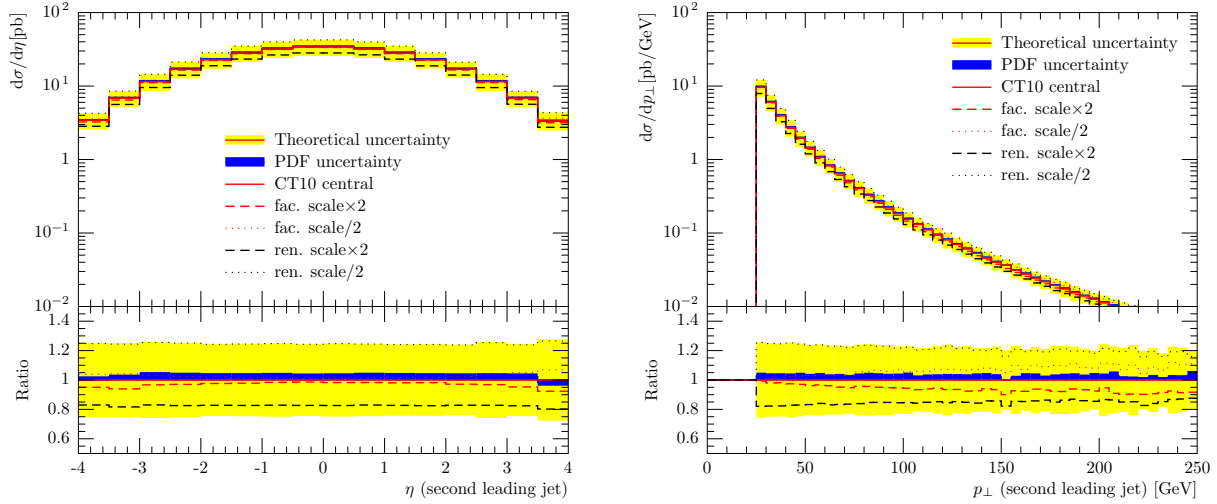 dσ/dη[pb]
10²
10¹
1
10⁻¹
10⁻²
Theoretical uncertainty
PDF uncertainty
CT10 central
fac. scale×2
fac. scale/2
ren. scale×2
ren. scale/2
Ratio
1.4
1.2
1
0.8
0.6
-4 -3 -2 -1 0 1 2 3 4
η (second leading jet)
dσ/dp⊥[pb/GeV]
10²
10¹
1
10⁻¹
10⁻²
Theoretical uncertainty
PDF uncertainty
CT10 central
fac. scale×2
fac. scale/2
ren. scale×2
ren. scale/2
Ratio
1.4
1.2
1
0.8
0.6
0 50 100 150 200 250
p⊥ (second leading jet) [GeV]